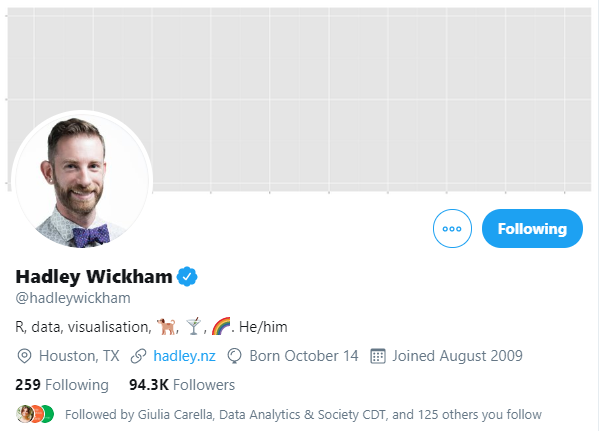 Following
Hadley Wickham
@hadleywickham
R, data, visualisation, 🐕, 🍸, 🌈. He/him
Houston, TX hadley.nz Born October 14 Joined August 2009
259 Following 94.3K Followers
Followed by Giulia Carella, Data Analytics & Society CDT, and 125 others you follow